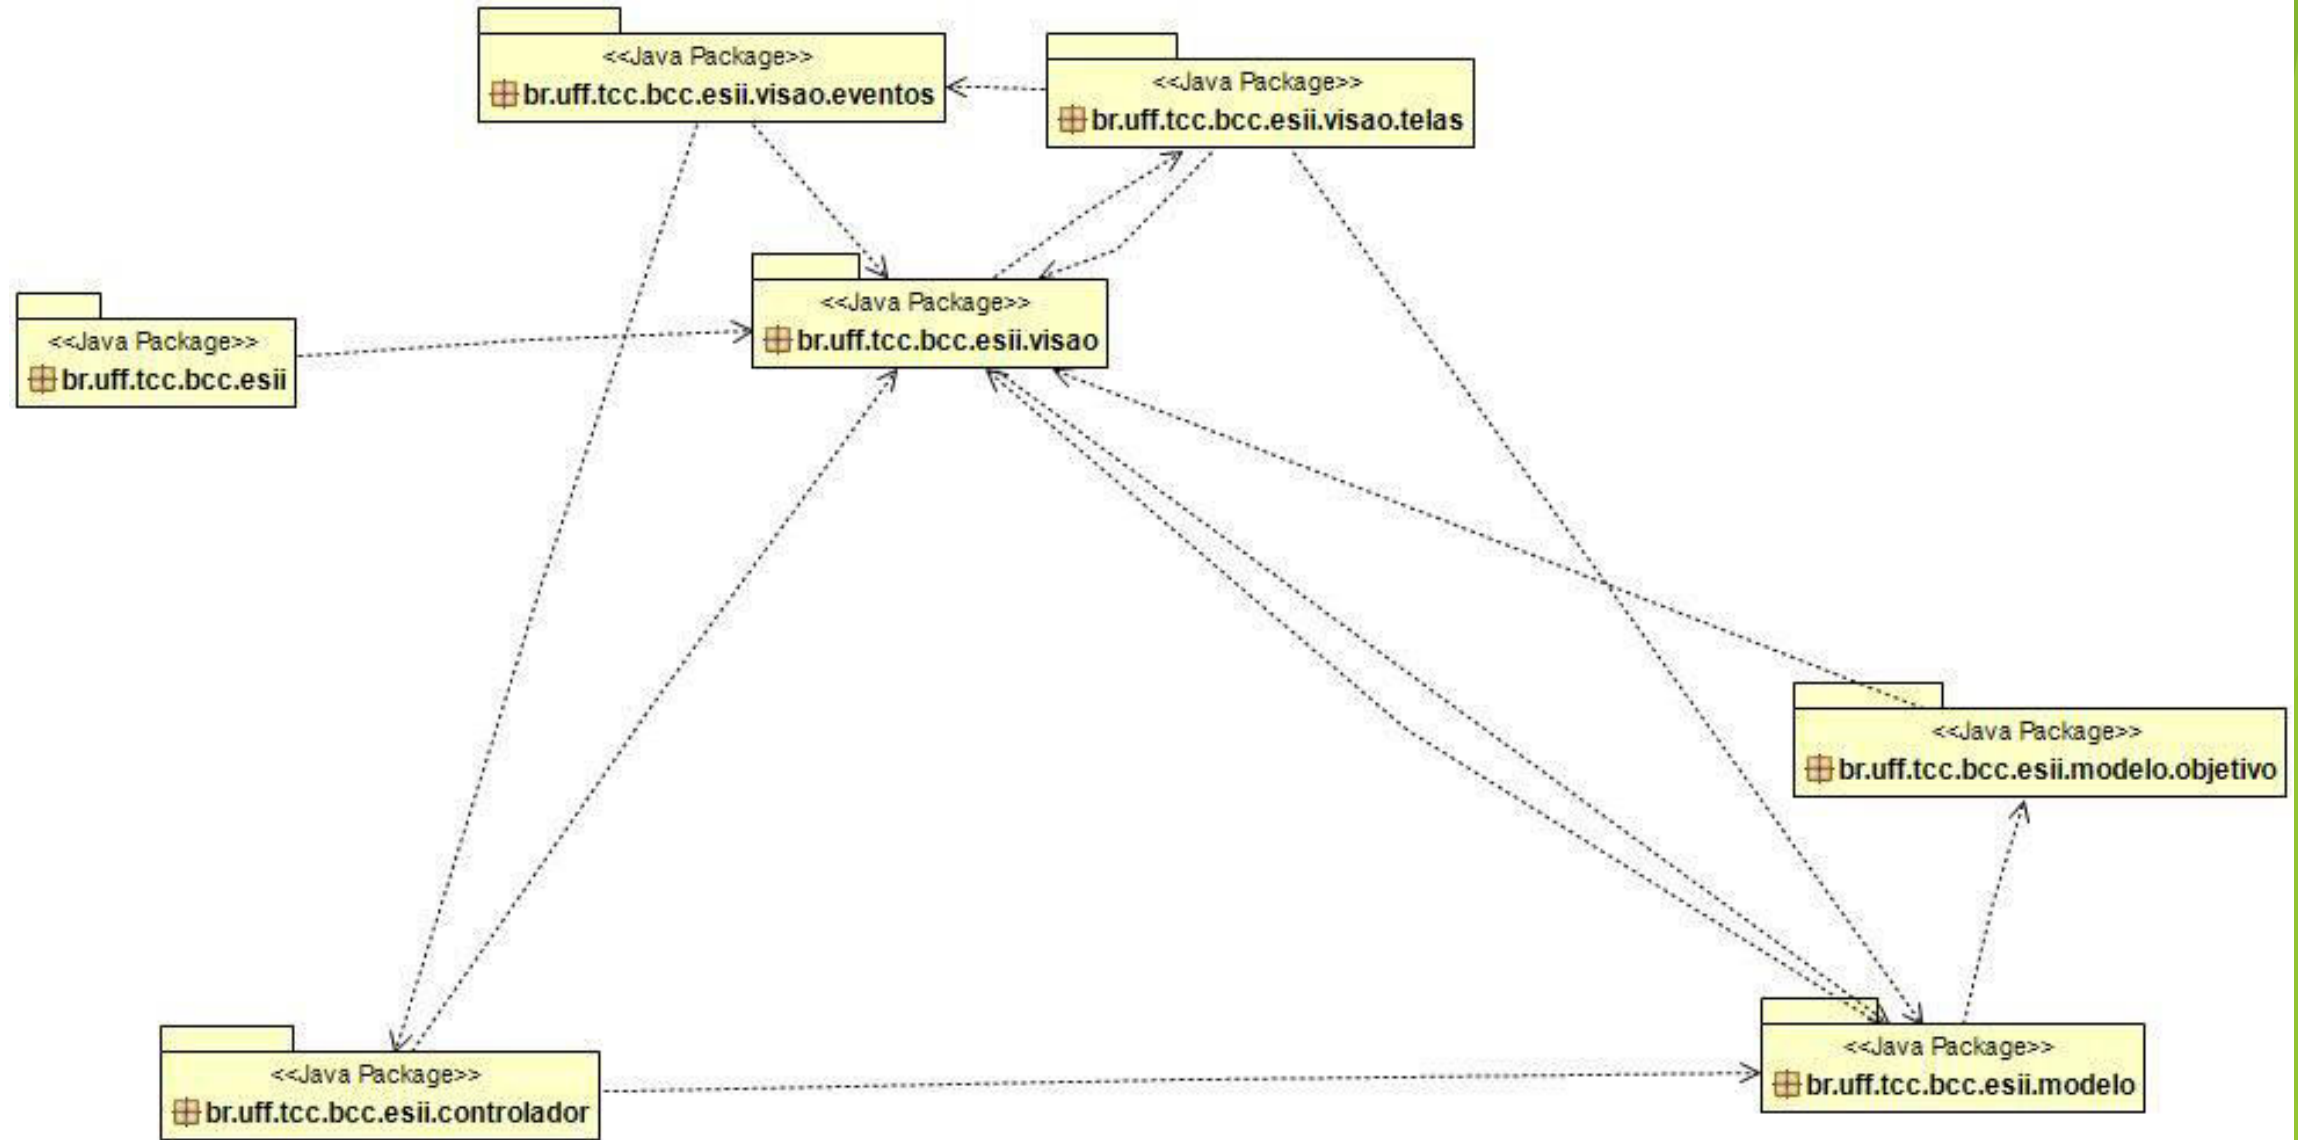 <<Java Package>>
br.uff.tcc.bcc.esii.visao.eventos
<<Java Package>>
br.uff.tcc.bcc.esii.visao.telas
<<Java Package>>
br.uff.tcc.bcc.esii.visao
<<Java Package>>
br.uff.tcc.bcc.esii
<<Java Package>>
br.uff.tcc.bcc.esii.modelo.objetivo
<<Java Package>>
br.uff.tcc.bcc.esii.modelo
<<Java Package>>
br.uff.tcc.bcc.esii.controlador